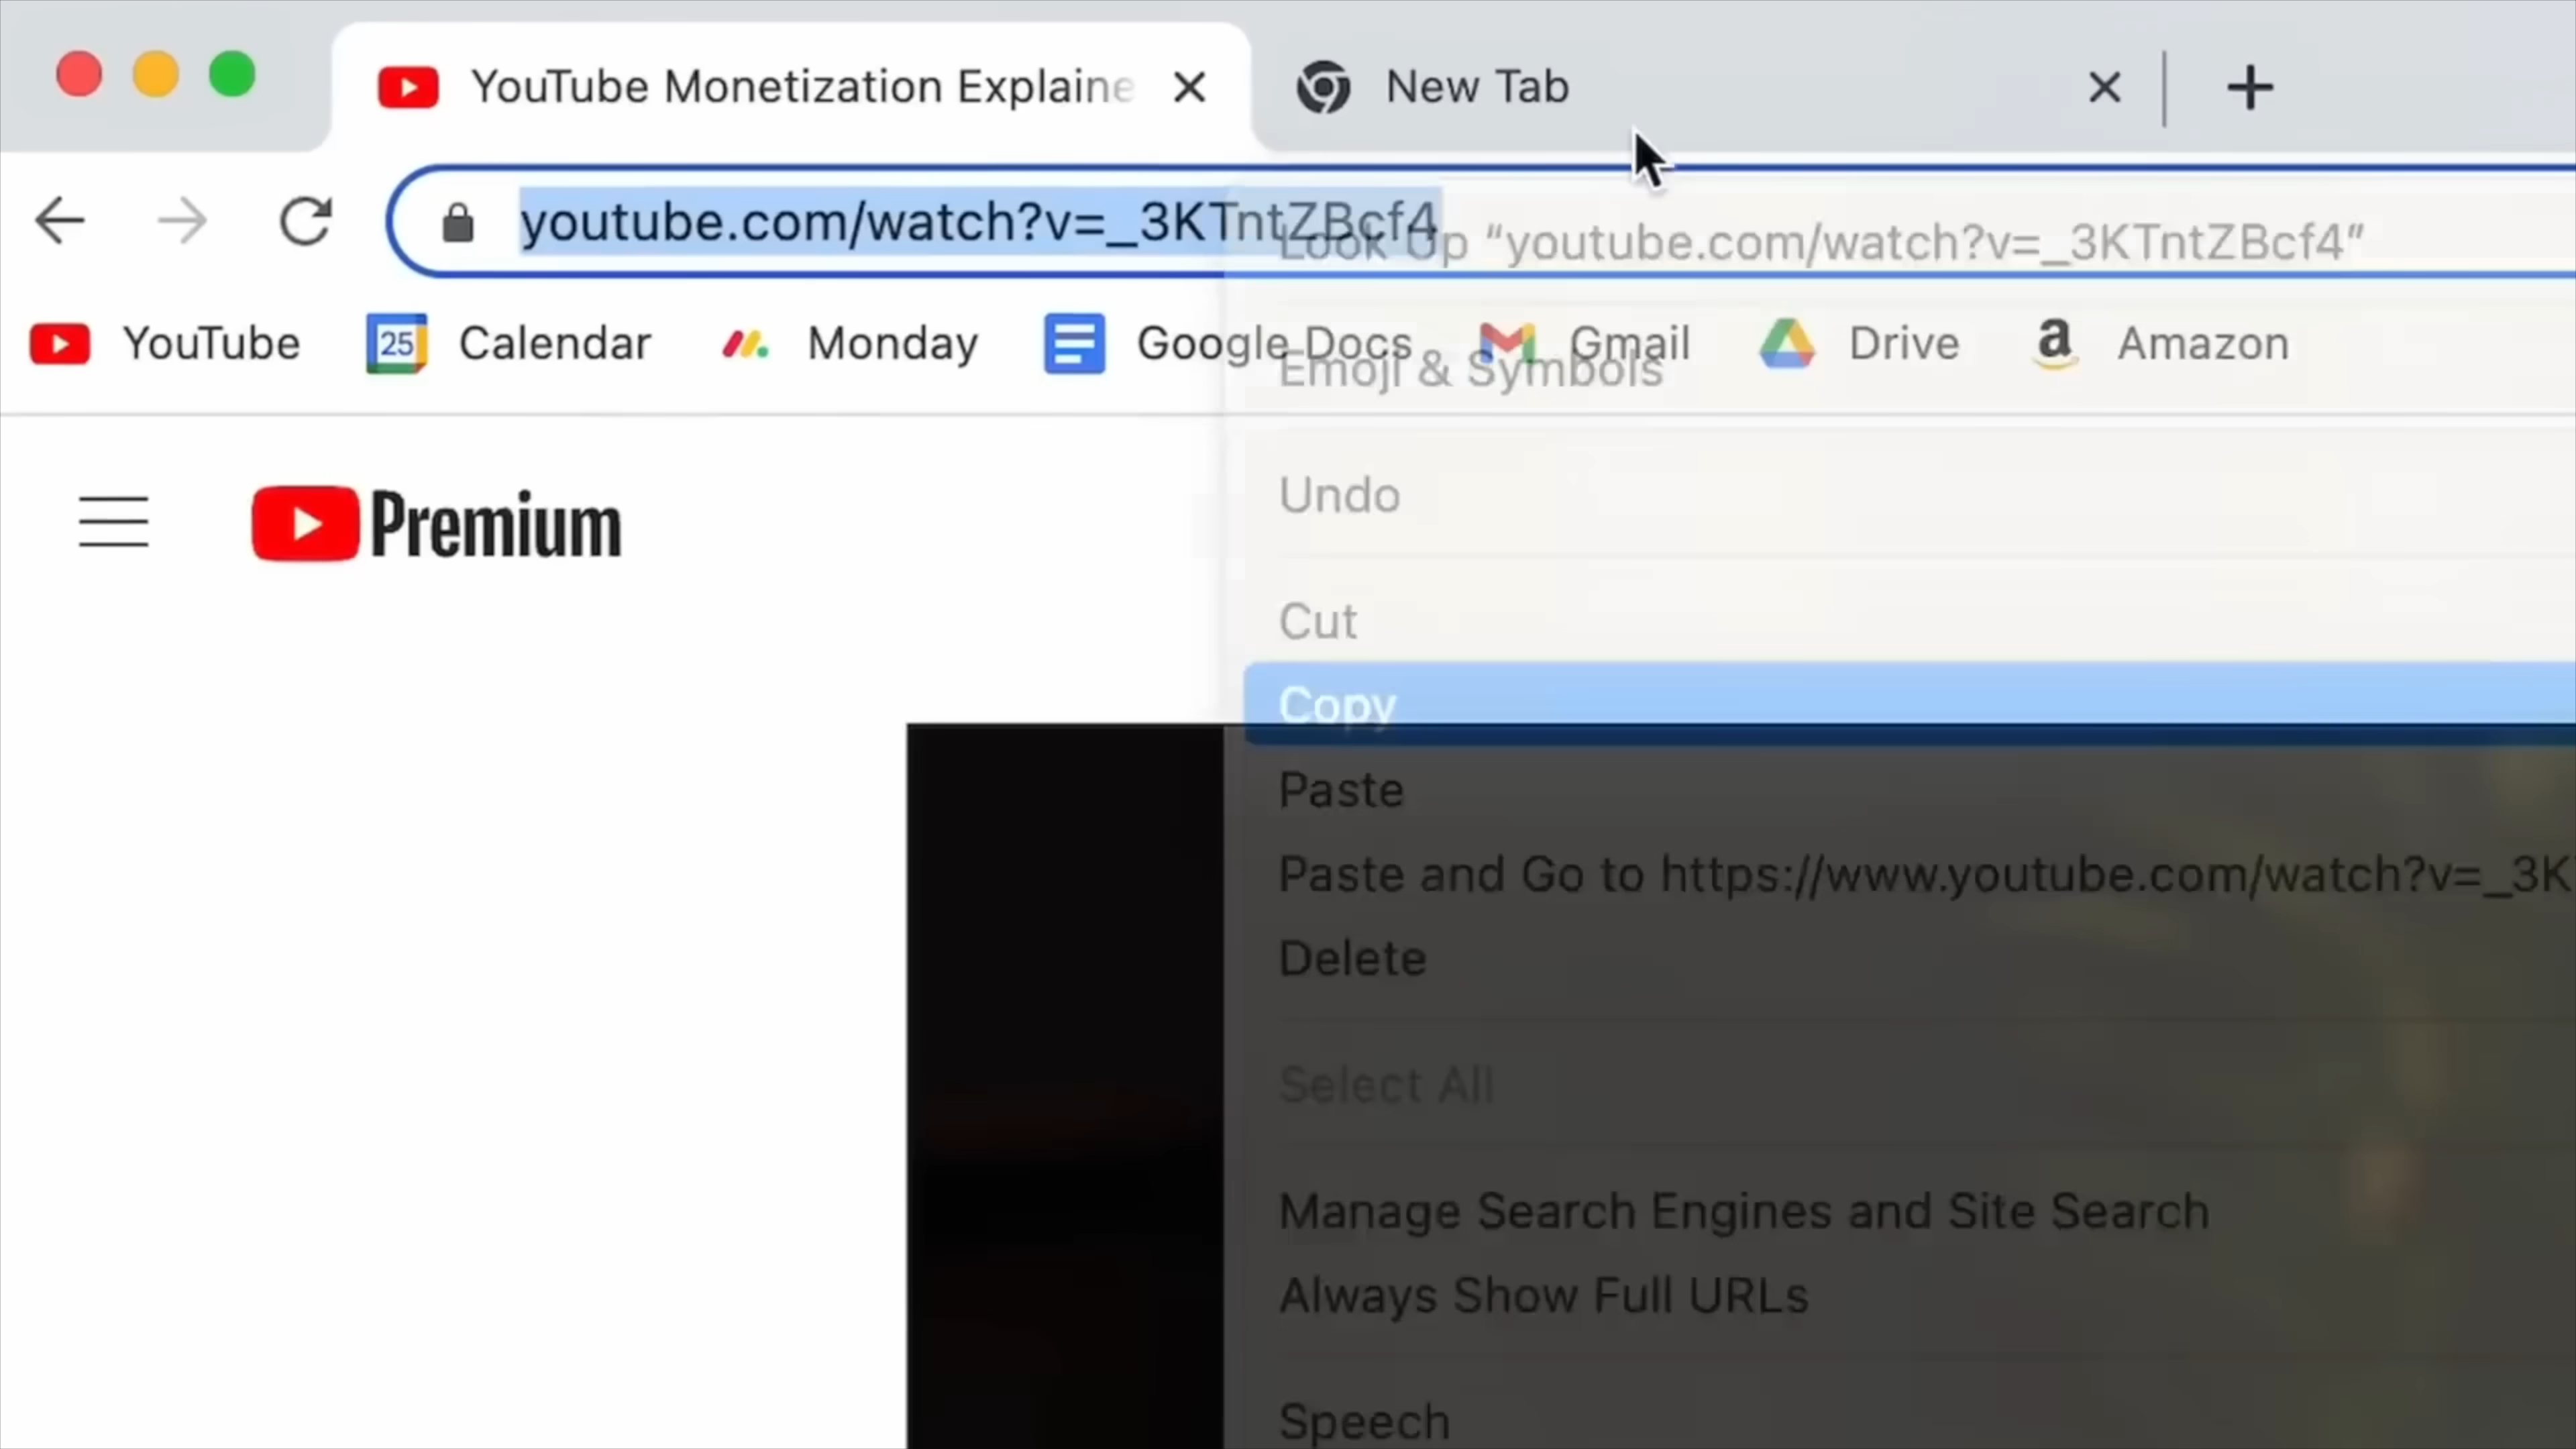 YouTube Monetization Explaine
New Tab
youtube.com/watch?v=_3KTntZBcf4
Look Up “youtube.com/watch?v=_3KTntZBcf4”
YouTube
25
Calendar
Monday
Google Docs
Gmail
Drive
a
Amazon
Emoji & Symbols
Premium
Undo
Cut
Copy
Paste
Paste and Go to https://www.youtube.com/watch?v=_3K
Delete
Select All
Manage Search Engines and Site Search
Always Show Full URLs
Speech